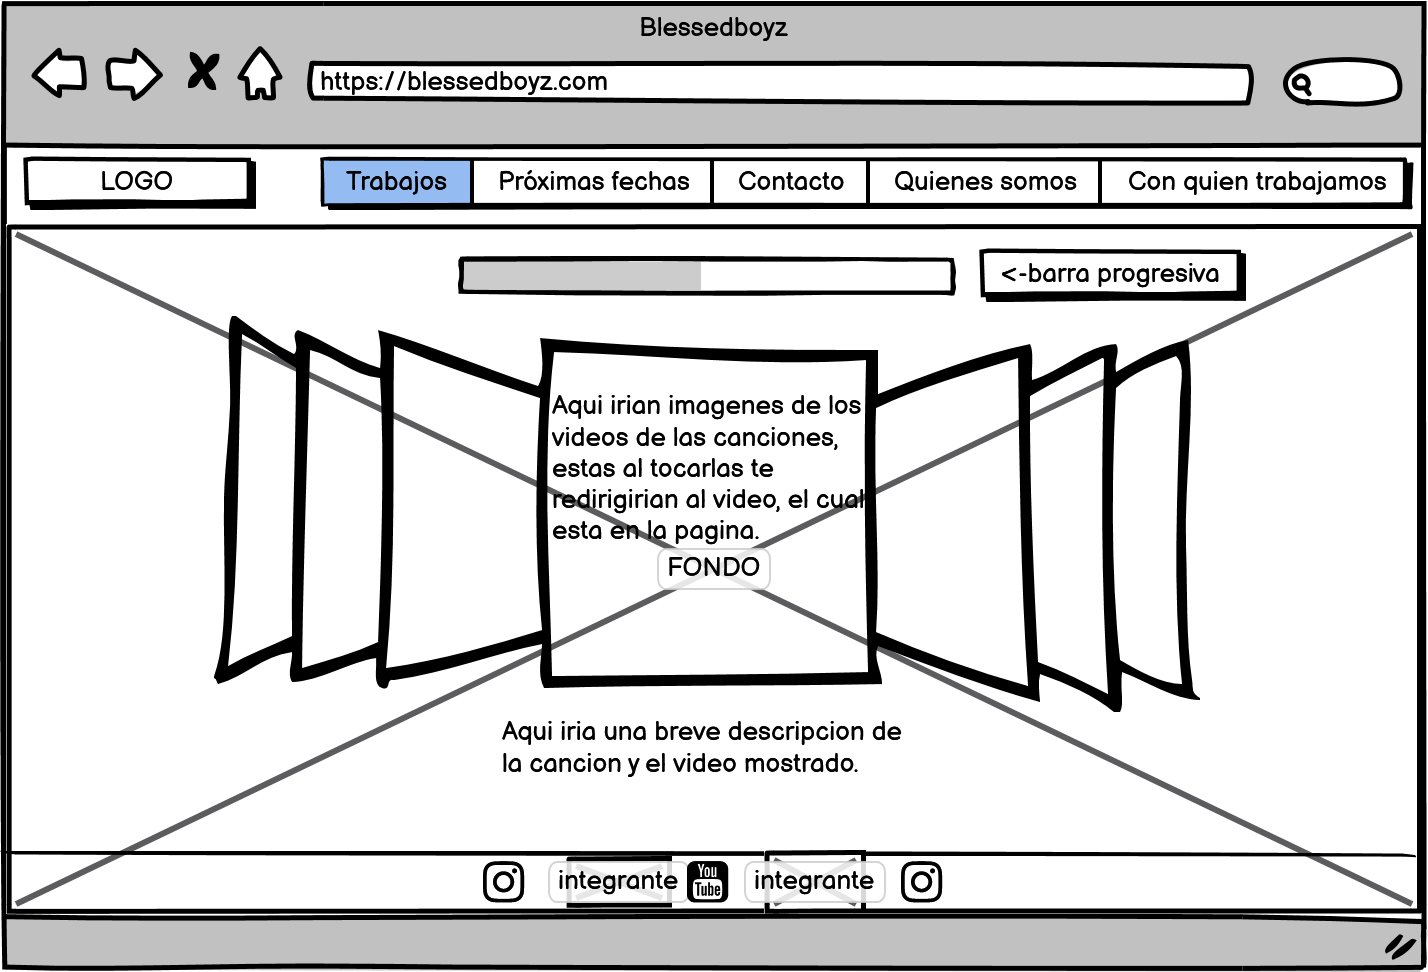 Blessedboyz
https://blessedboyz.com
LOGO
Trabajos
Próximas fechas
Contacto
Quienes somos
Con quien trabajamos
<-barra progresiva
Aqui irian imagenes de los
videos de las canciones,
estas al tocarlas te
redirigirian al video, el cual
esta en la pagina.
FONDO
Aqui iria una breve descripcion de
la cancion y el video mostrado.
integrante
You
Tube
integrante